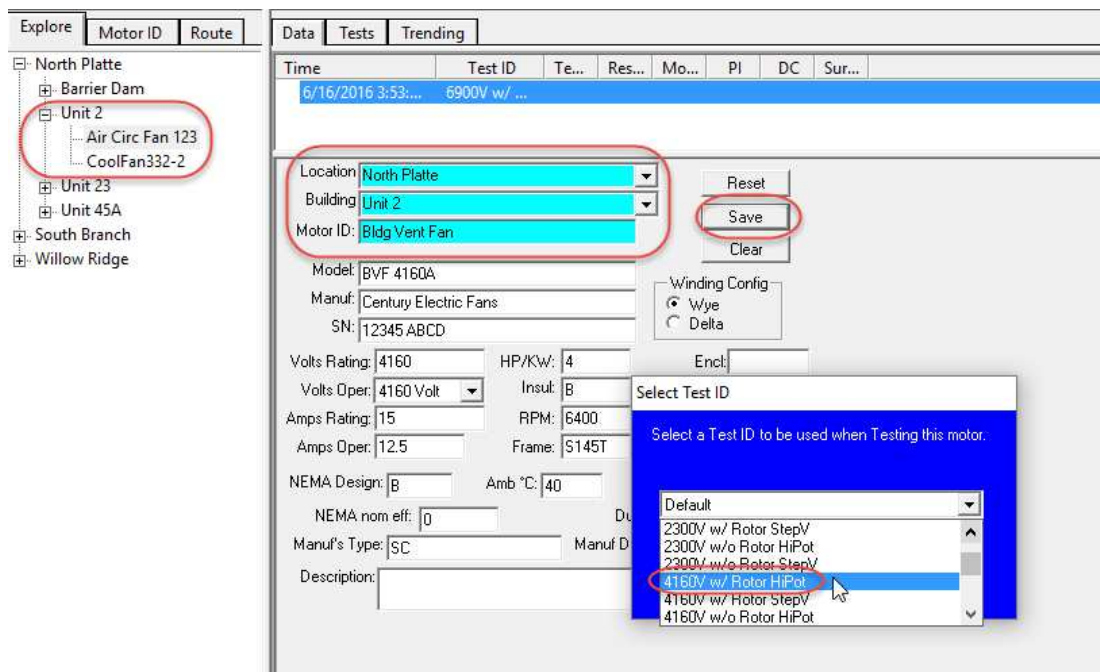 Explore Motor ID Route
North Platte
Barrier Dam
Unit 2
Air Circ Fan 123
CoolFan332-2
Unit 23
Unit 45A
South Branch
Willow Ridge
Data Tests Trending
Time Test ID Te... Res... Mo... PI DC Sur...
6/16/2016 3:53:... 6900V w/ ...
Location North Platte
Building Unit 2
Motor ID: Bldg Vent Fan
Reset
Save
Clear
Model: BVF 4160A
Manuf: Century Electric Fans
SN: 12345 ABCD
Winding Config
Wye
Delta
Volts Rating: 4160 HP/KW: 4 Encl:
Volts Oper: 4160 Volt Insul: B
Amps Rating: 15 RPM: 6400
Amps Oper: 12.5 Frame: S145T
NEMA Design: B Amb °C: 40
NEMA nom eff: 0 Du
Manuf's Type: SC Manuf D
Description:
Select Test ID
Select a Test ID to be used when Testing this motor.
Default
2300V w/ Rotor StepV
2300V w/o Rotor HiPot
2300V w/o Rotor StepV
4160V w/ Rotor HiPot
4160V w/ Rotor StepV
4160V w/o Rotor HiPot